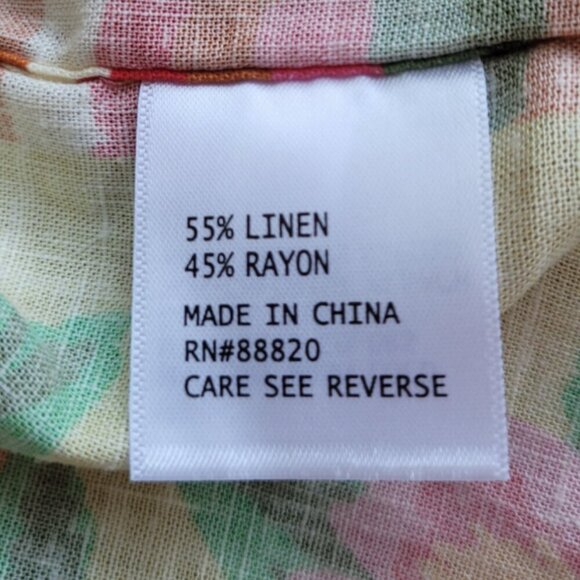 55% LINEN
45% RAYON
MADE IN CHINA
RN#88820
CARE SEE REVERSE